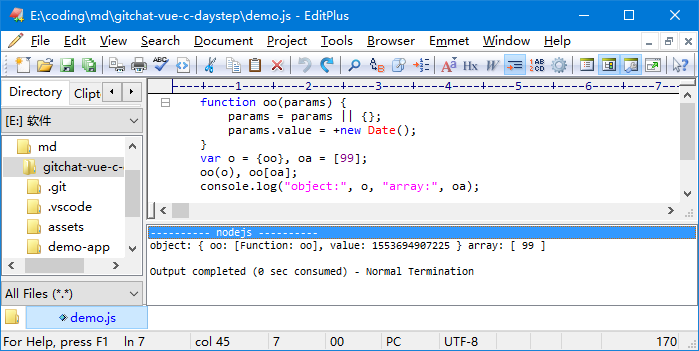 E:\coding\md\gitchat-vue-c-daystep\demo.js - EditPlus
File Edit View Search Document Project Tools Browser Emmet Window Help
Directory Clipt
[E:] 软件
md
gitchat-vue-c-
.git
.vscode
assets
demo-app
All Files (*.*)
----+----1----+----2----+----3----+----4----+----5----+----6----+----7--
function oo(params) {
params = params || {};
params.value = +new Date();
}
var o = {oo}, oa = [99];
oo(o), oo[oa];
console.log("object:", o, "array:", oa);
---------- nodejs ----------
object: { oo: [Function: oo], value: 1553694907225 } array: [ 99 ]
Output completed (0 sec consumed) - Normal Termination
demo.js
For Help, press F1 ln 7 col 45 7 00 PC UTF-8 170